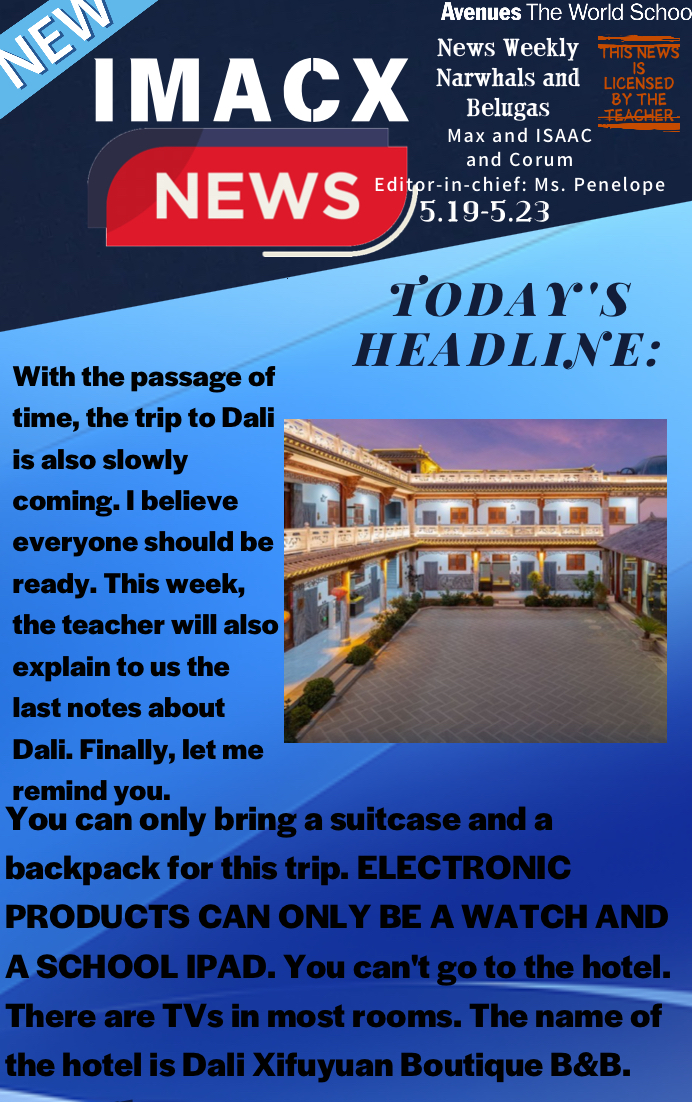 NEW
Avenues The World Schoo
IMACX
NEWS
News Weekly
Narwhals and
Belugas
Max and ISAAC
and Corum
Editor-in-chief: Ms. Penelope
5.19-5.23
THIS NEWS
IS
LICENSED
BY THE
TEACHER
TODAY'S
HEADLINE:
With the passage of
time, the trip to Dali
is also slowly
coming. I believe
everyone should be
ready. This week,
the teacher will also
explain to us the
last notes about
Dali. Finally, let me
remind you.
You can only bring a suitcase and a
backpack for this trip. ELECTRONIC
PRODUCTS CAN ONLY BE A WATCH AND
A SCHOOL IPAD. You can't go to the hotel.
There are TVs in most rooms. The name of
the hotel is Dali Xifuyuan Boutique B&B.